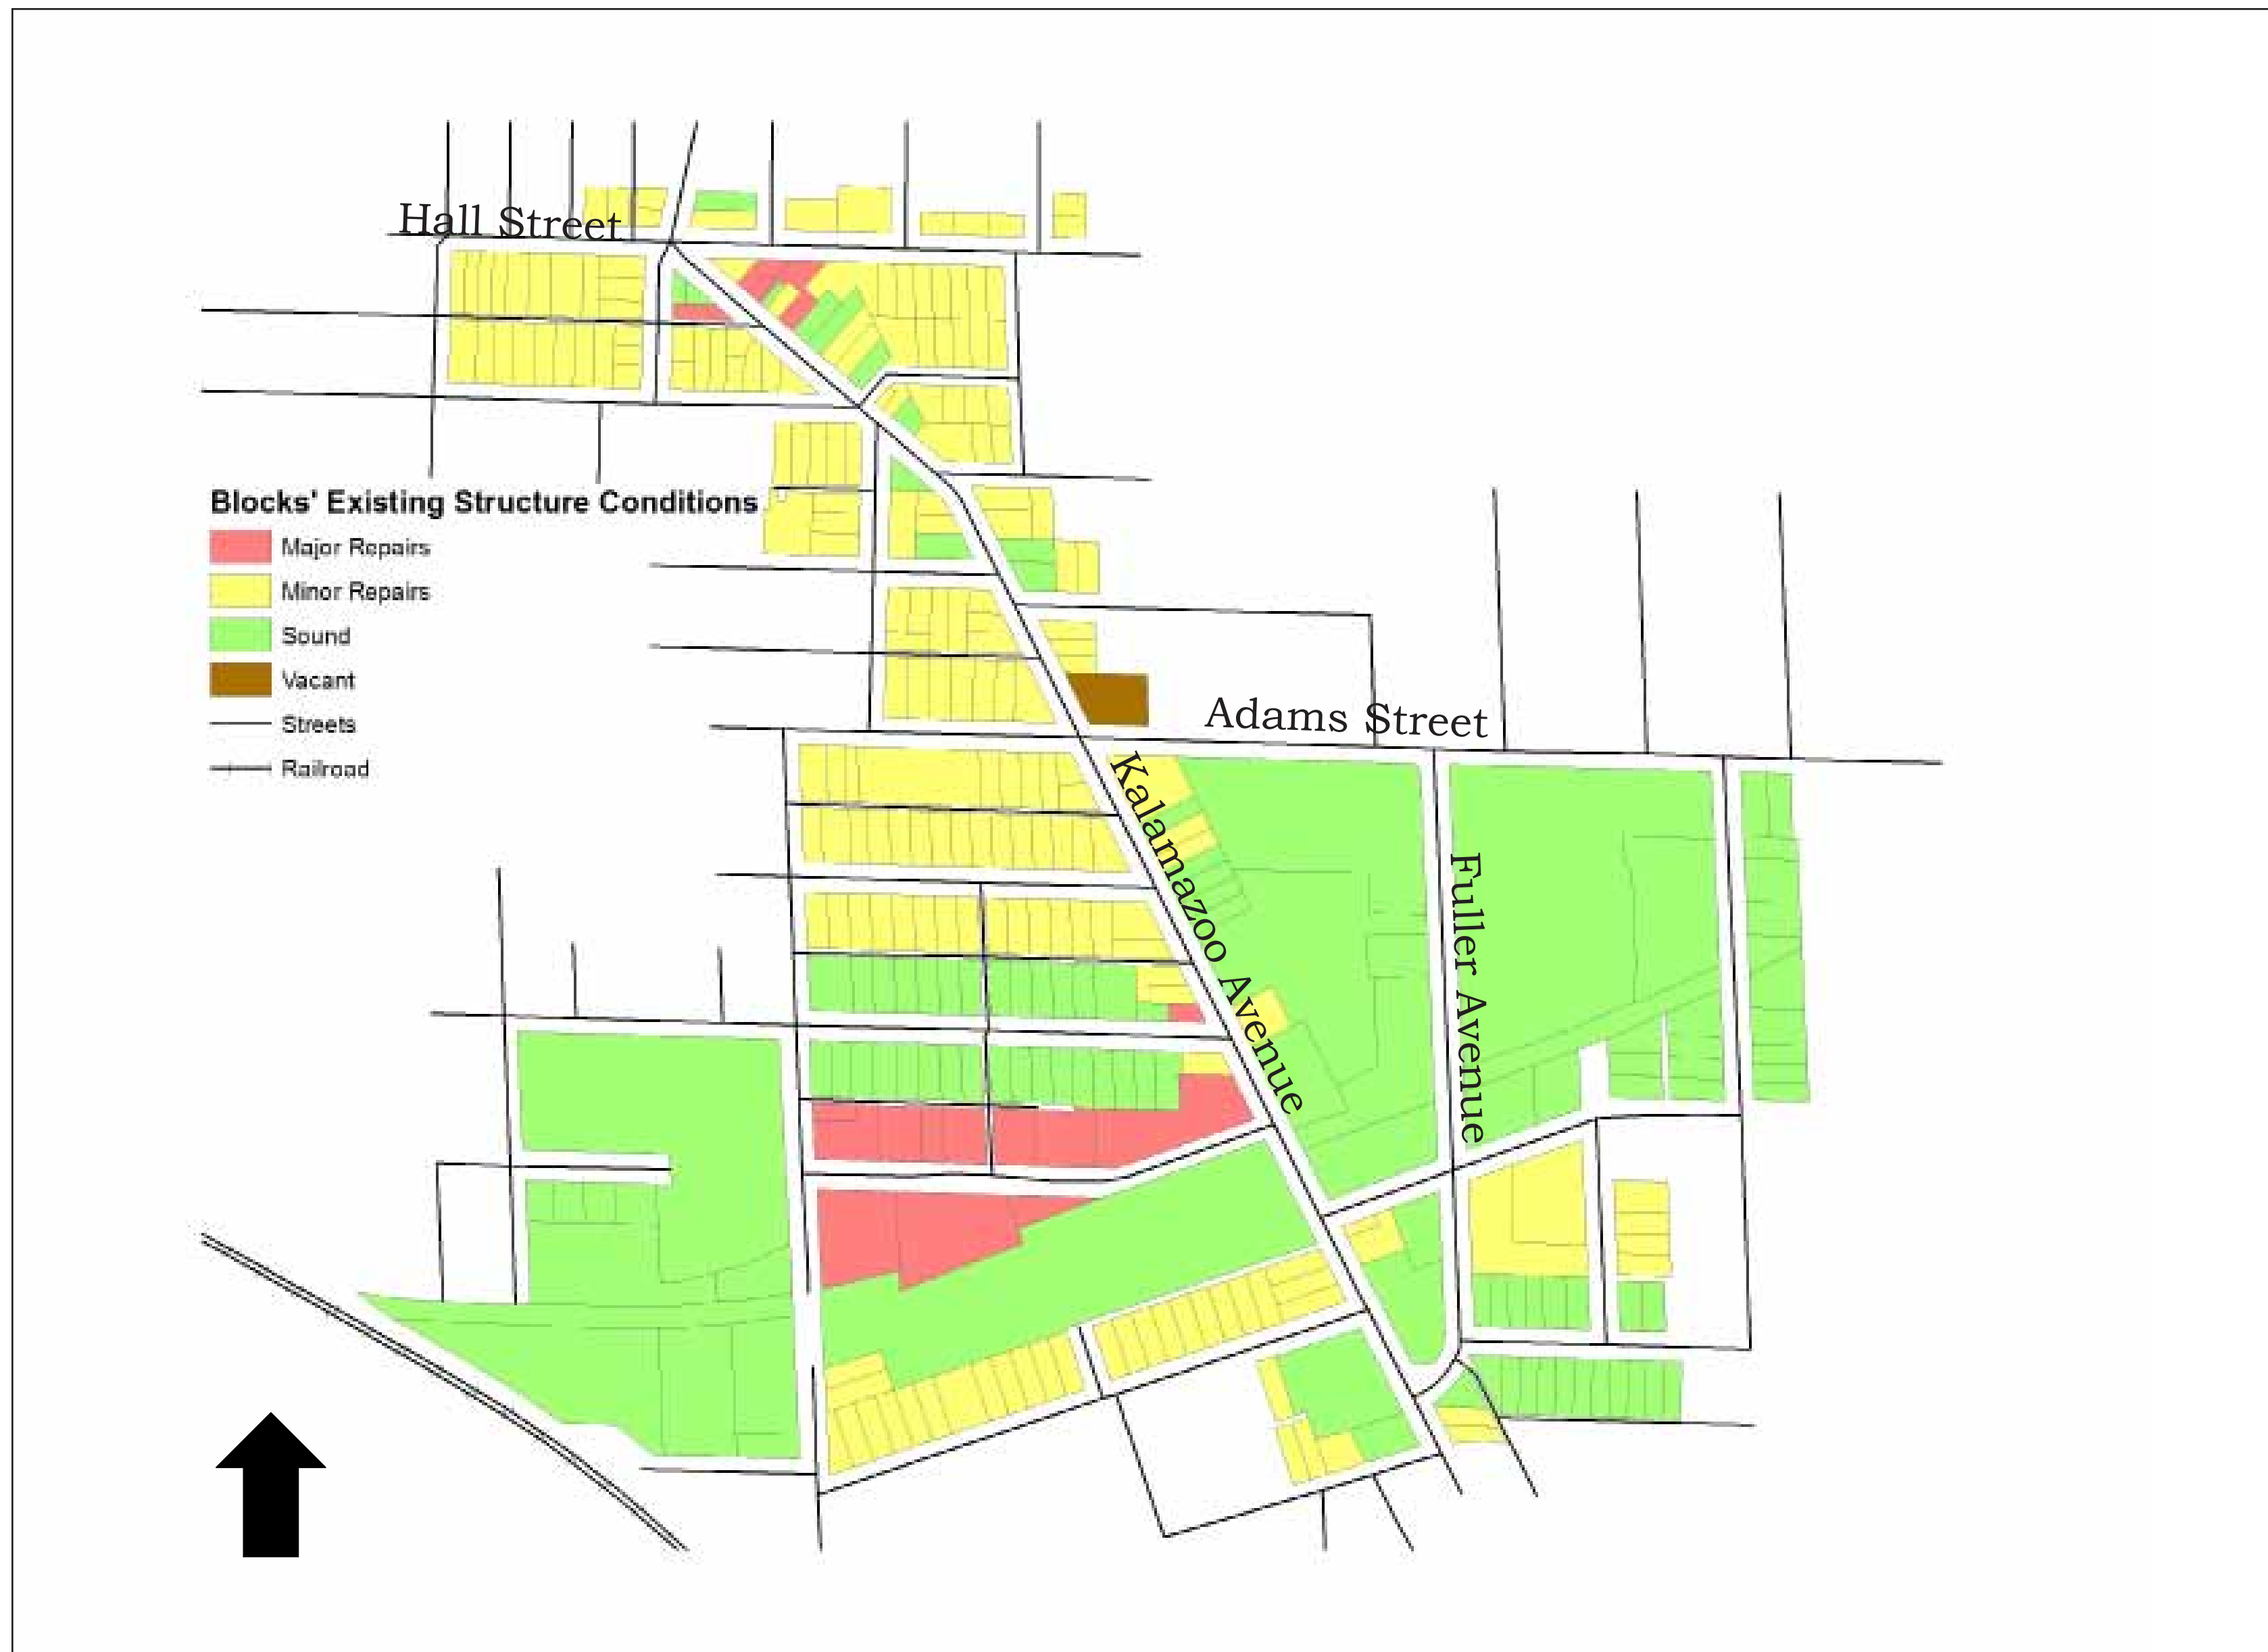 Hall Street
Blocks' Existing Structure Conditions
Major Repairs
Minor Repairs
Sound
Vacant
Streets
Railroad
Adams Street
Kalamazoo Avenue
Fuller Avenue